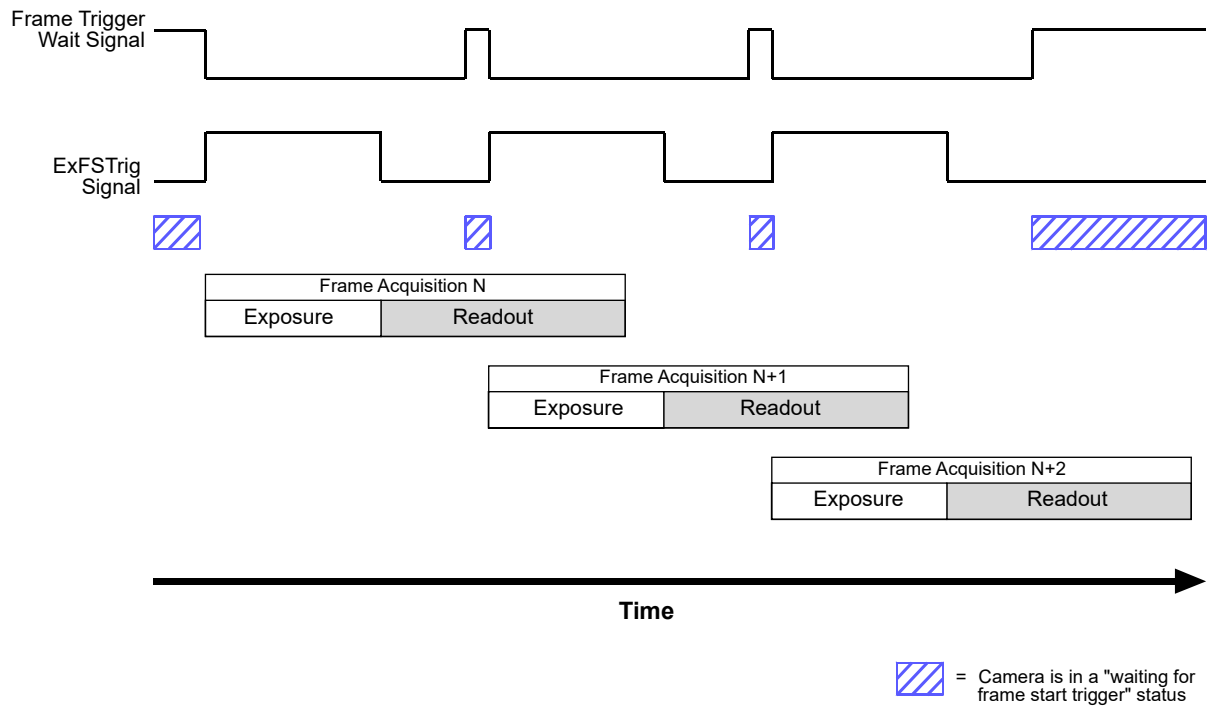 Frame Trigger
Wait Signal
ExFSTrig
Signal
Frame Acquisition N
Exposure
Readout
Frame Acquisition N+1
Exposure
Readout
Frame Acquisition N+2
Exposure
Readout
Time
= Camera is in a "waiting for
frame start trigger" status